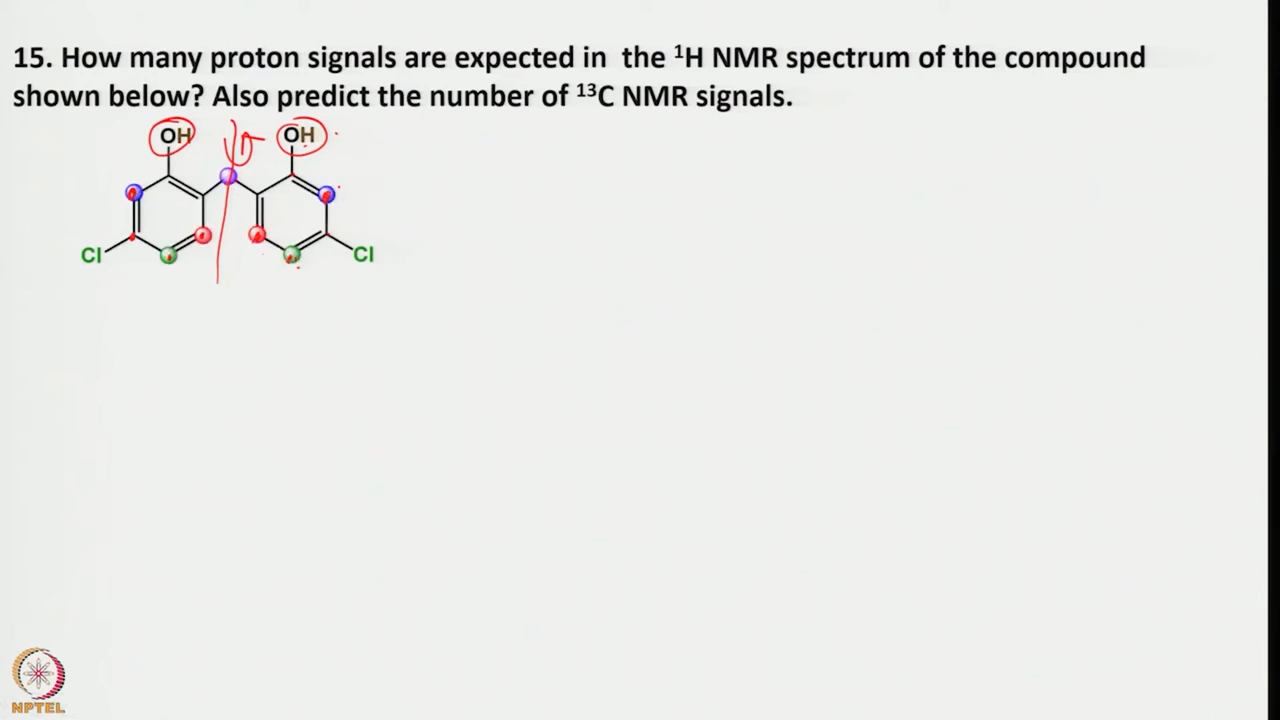 15. How many proton signals are expected in the ¹H NMR spectrum of the compound
shown below? Also predict the number of ¹³C NMR signals.
OH OH
Cl Cl
NPTEL